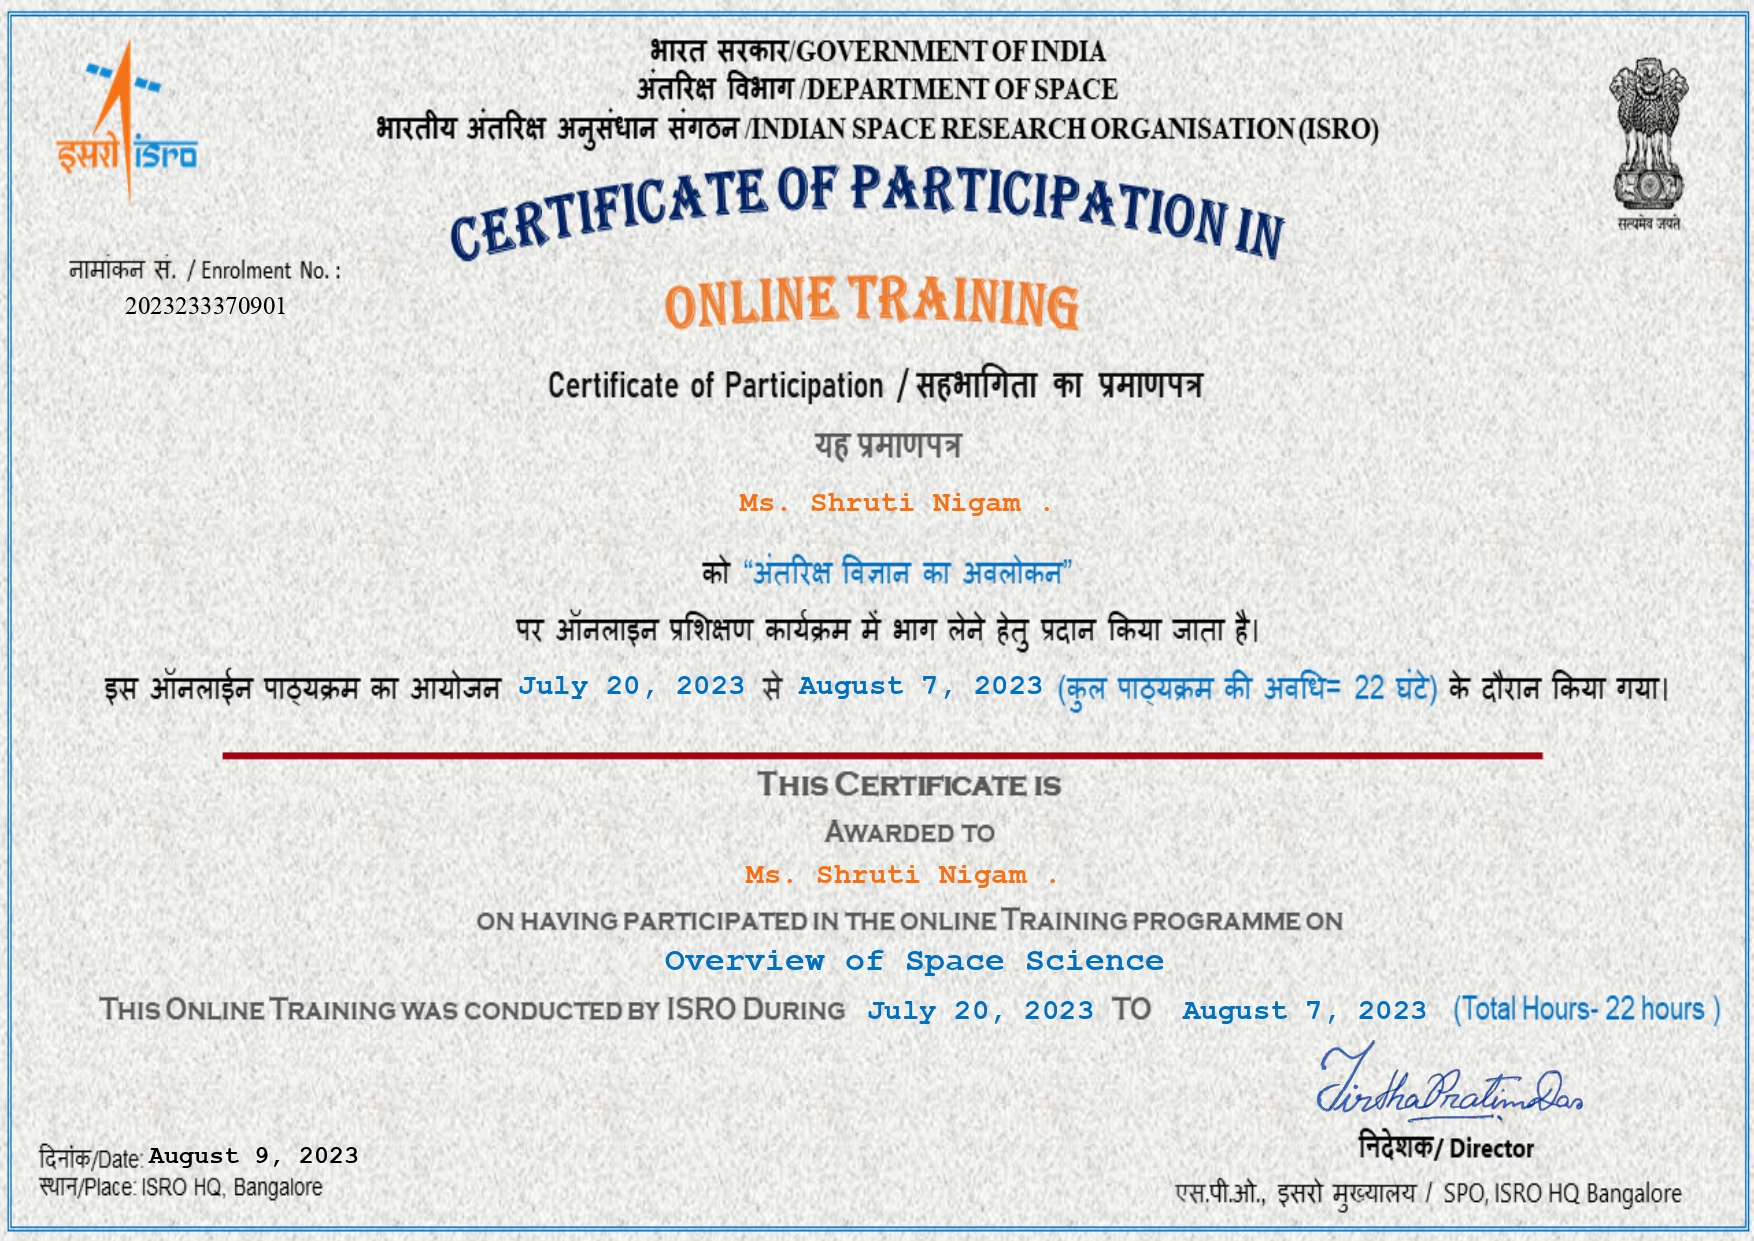 भारत सरकार/GOVERNMENT OF INDIA
अंतरिक्ष विभाग /DEPARTMENT OF SPACE
भारतीय अंतरिक्ष अनुसंधान संगठन /INDIAN SPACE RESEARCH ORGANISATION (ISRO)
इसरो isro
सत्यमेव जयते
CERTIFICATE OF PARTICIPATION IN
ONLINE TRAINING
नामांकन सं. / Enrolment No. :
2023233370901
Certificate of Participation / सहभागिता का प्रमाणपत्र
यह प्रमाणपत्र
Ms. Shruti Nigam .
को “अंतरिक्ष विज्ञान का अवलोकन”
पर ऑनलाइन प्रशिक्षण कार्यक्रम में भाग लेने हेतु प्रदान किया जाता है।
इस ऑनलाईन पाठ्यक्रम का आयोजन July 20, 2023 से August 7, 2023 (कुल पाठ्यक्रम की अवधि= 22 घंटे) के दौरान किया गया।
THIS CERTIFICATE IS
AWARDED TO
Ms. Shruti Nigam .
ON HAVING PARTICIPATED IN THE ONLINE TRAINING PROGRAMME ON
Overview of Space Science
THIS ONLINE TRAINING WAS CONDUCTED BY ISRO DURING July 20, 2023 TO August 7, 2023 (Total Hours- 22 hours )
Tirtha Pratim Das
निदेशक/ Director
एस.पी.ओ., इसरो मुख्यालय / SPO, ISRO HQ Bangalore
दिनांक/Date: August 9, 2023
स्थान/Place: ISRO HQ, Bangalore